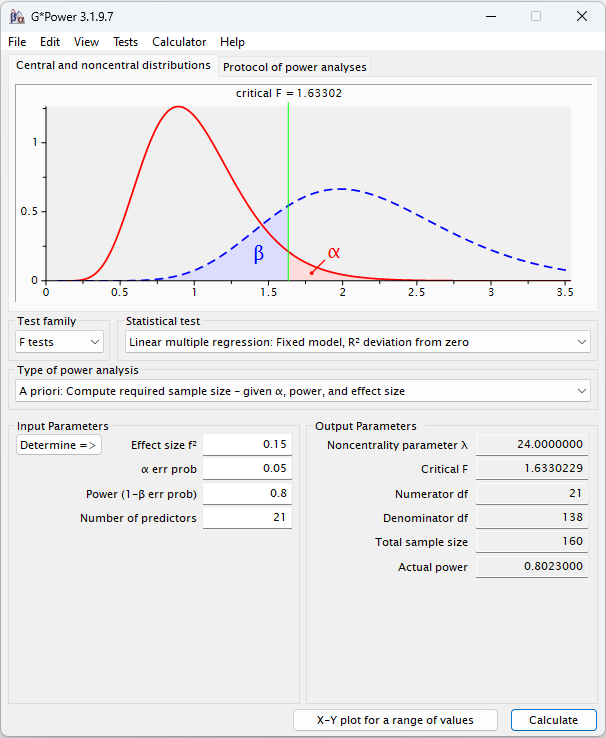 G*Power 3.1.9.7
File Edit View Tests Calculator Help
Central and noncentral distributions Protocol of power analyses
critical F = 1.63302
1
0.5
0
β
α
0 0.5 1 1.5 2 2.5 3 3.5
Test family
F tests
Statistical test
Linear multiple regression: Fixed model, R² deviation from zero
Type of power analysis
A priori: Compute required sample size – given α, power, and effect size
Input Parameters
Determine =>
Effect size f² 0.15
α err prob 0.05
Power (1-β err prob) 0.8
Number of predictors 21
Output Parameters
Noncentrality parameter λ 24.0000000
Critical F 1.6330229
Numerator df 21
Denominator df 138
Total sample size 160
Actual power 0.8023000
X-Y plot for a range of values
Calculate